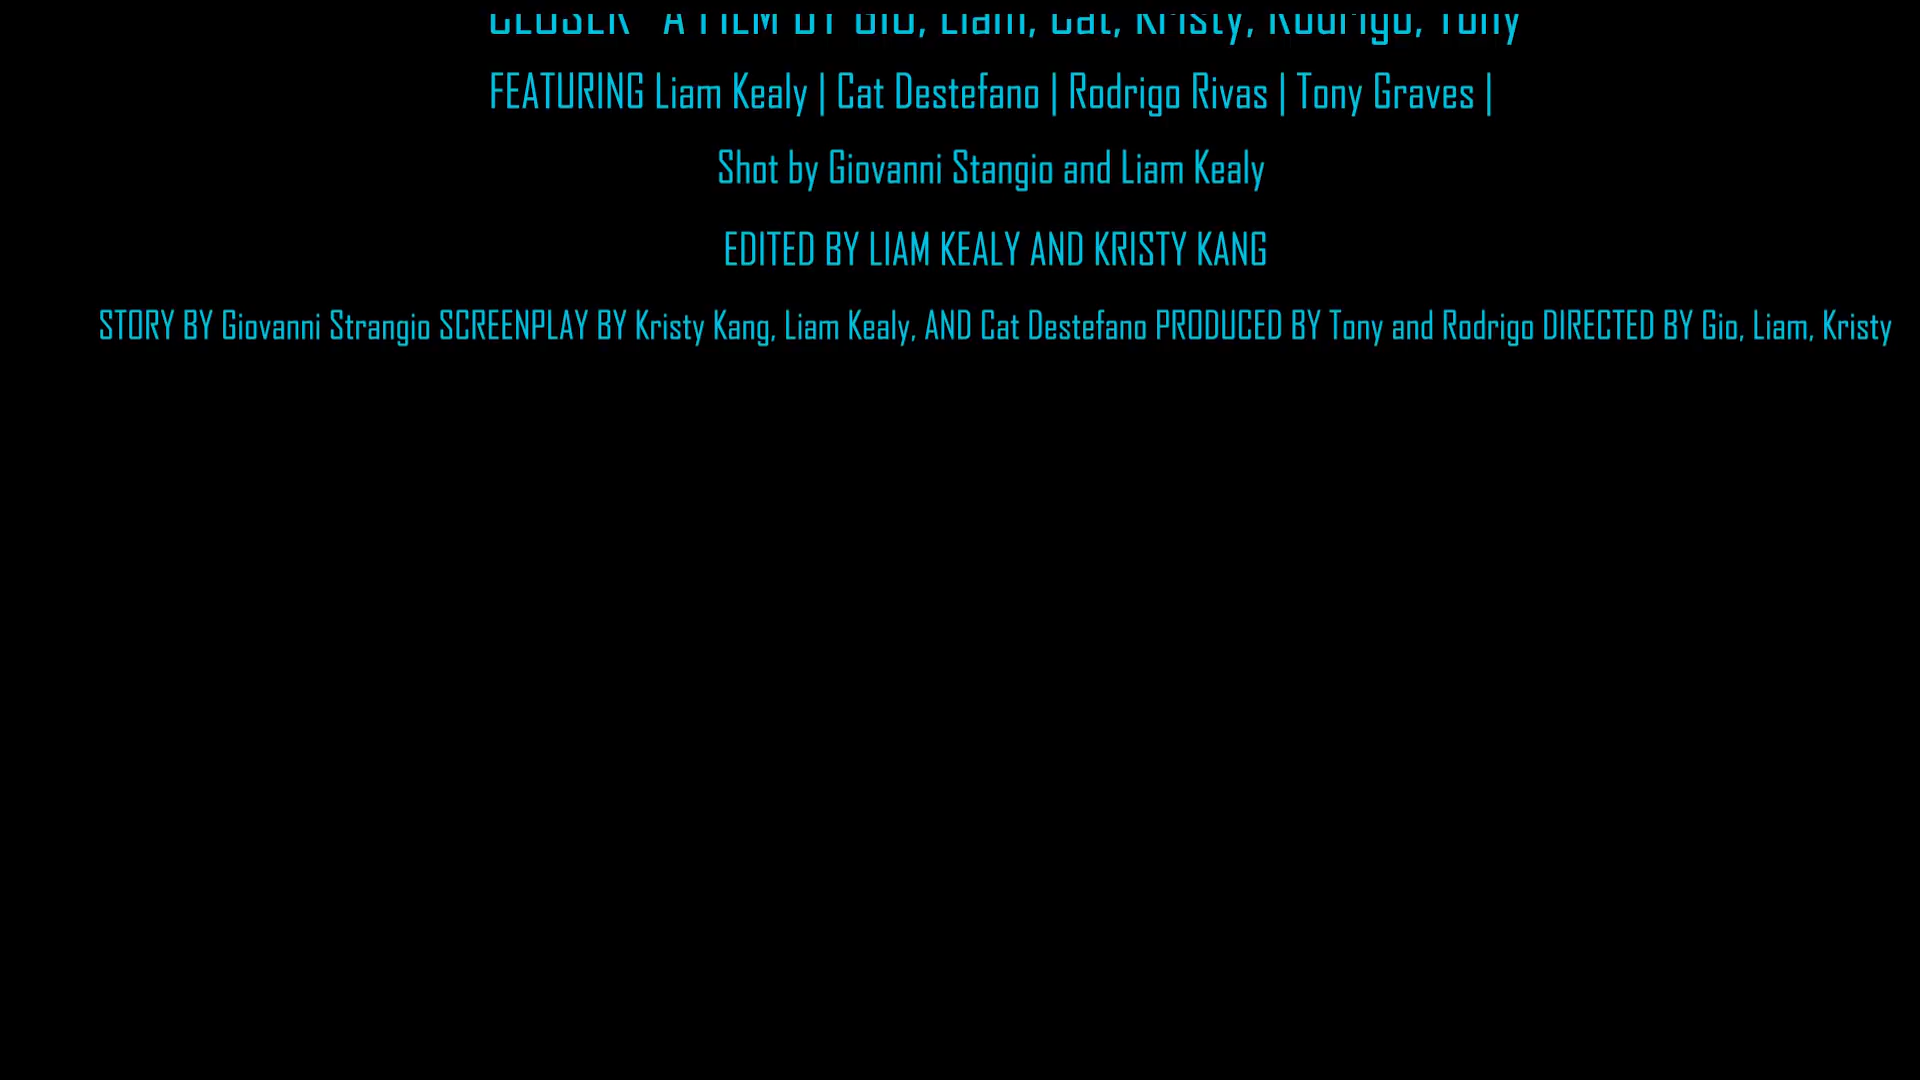 CLOSER A FILM BY Gio, Liam, Cat, Kristy, Rodrigo, Tony
FEATURING Liam Kealy | Cat Destefano | Rodrigo Rivas | Tony Graves |
Shot by Giovanni Stangio and Liam Kealy
EDITED BY LIAM KEALY AND KRISTY KANG
STORY BY Giovanni Strangio SCREENPLAY BY Kristy Kang, Liam Kealy, AND Cat Destefano PRODUCED BY Tony and Rodrigo DIRECTED BY Gio, Liam, Kristy